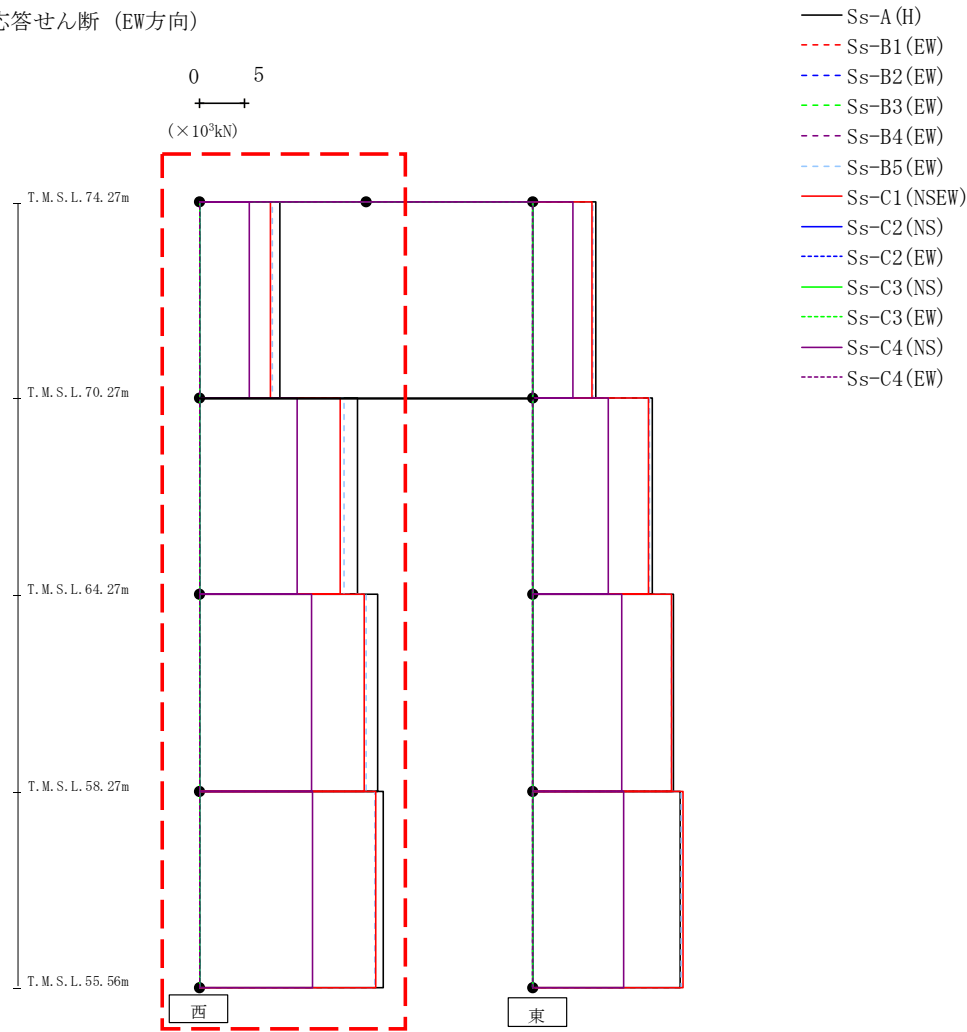 応答せん断 (EW方向)
0 5
(×10³kN)
Ss-A(H)
Ss-B1(EW)
Ss-B2(EW)
Ss-B3(EW)
Ss-B4(EW)
Ss-B5(EW)
Ss-C1(NSEW)
Ss-C2(NS)
Ss-C2(EW)
Ss-C3(NS)
Ss-C3(EW)
Ss-C4(NS)
Ss-C4(EW)
T.M.S.L.74.27m
T.M.S.L.70.27m
T.M.S.L.64.27m
T.M.S.L.58.27m
T.M.S.L.55.56m
西
東